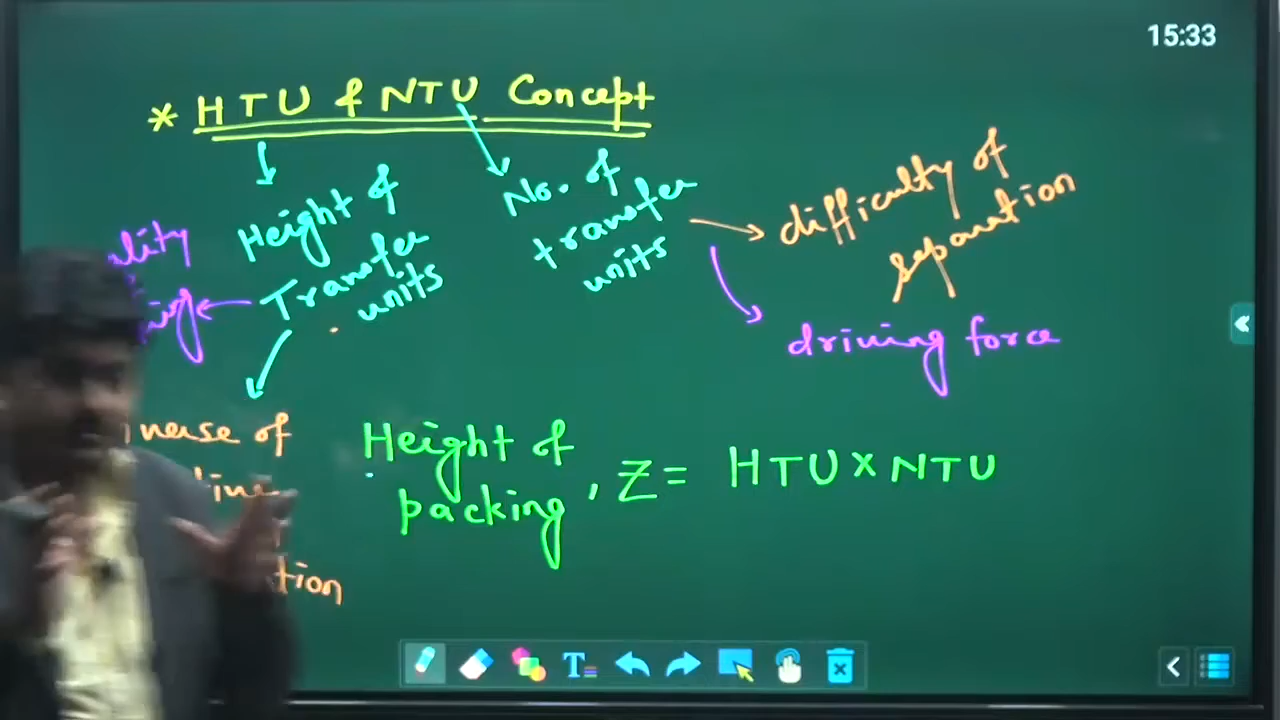 15:33
* HTU & NTU Concept
Height of
Transfer
units
No. of
transfer
units
difficulty of
separation
driving force
of
Height of
packing, Z = HTU × NTU
T